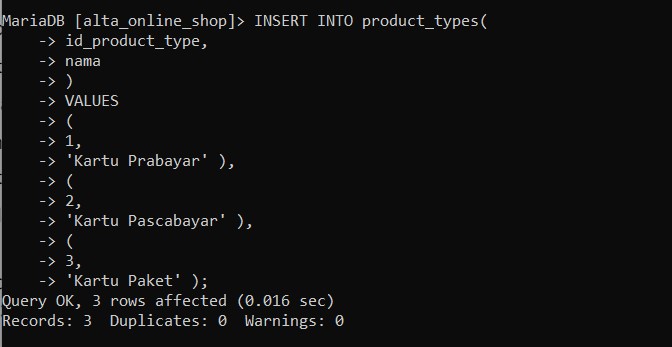 MariaDB [alta_online_shop]> INSERT INTO product_types(
    -> id_product_type,
    -> nama
    -> )
    -> VALUES
    -> (
    -> 1,
    -> 'Kartu Prabayar' ),
    -> (
    -> 2,
    -> 'Kartu Pascabayar' ),
    -> (
    -> 3,
    -> 'Kartu Paket' );
Query OK, 3 rows affected (0.016 sec)
Records: 3  Duplicates: 0  Warnings: 0